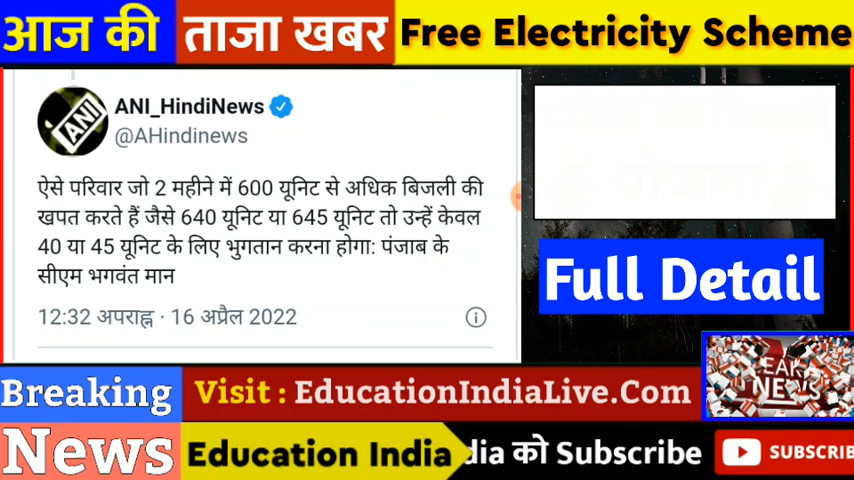 आज की ताजा खबर Free Electricity Scheme
ANI_HindiNews
@AHindinews
ऐसे परिवार जो 2 महीने में 600 यूनिट से अधिक बिजली की
खपत करते हैं जैसे 640 यूनिट या 645 यूनिट तो उन्हें केवल
40 या 45 यूनिट के लिए भुगतान करना होगा: पंजाब के
सीएम भगवंत मान
12:32 अपराह्न · 16 अप्रैल 2022
Full Detail
Breaking Visit : EducationIndiaLive.Com
News Education India dia को Subscribe SUBSCRIB